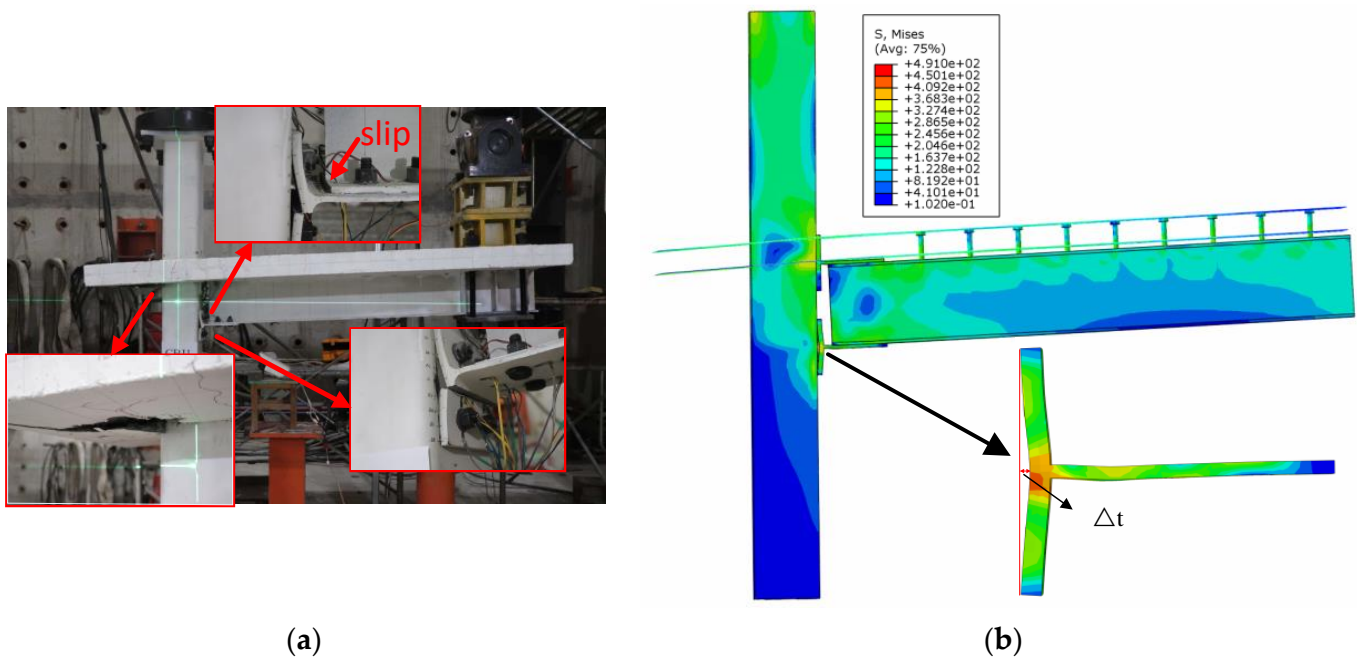 slip
S, Mises
(Avg: 75%)
+4.910e+02
+4.501e+02
+4.092e+02
+3.683e+02
+3.274e+02
+2.865e+02
+2.456e+02
+2.046e+02
+1.637e+02
+1.228e+02
+8.192e+01
+4.101e+01
+1.020e-01
△t
(a)
(b)